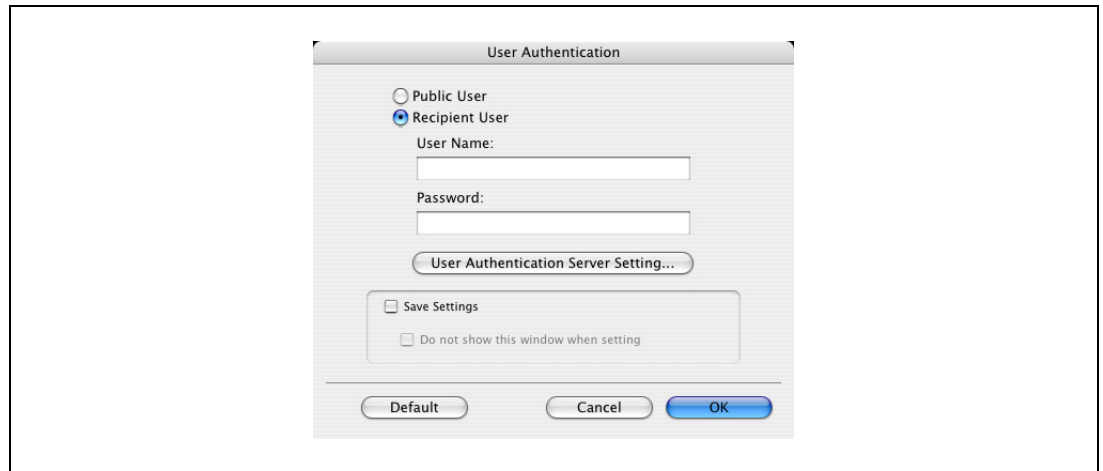 User Authentication
Public User
Recipient User
User Name:
Password:
User Authentication Server Setting...
Save Settings
Do not show this window when setting
Default Cancel OK